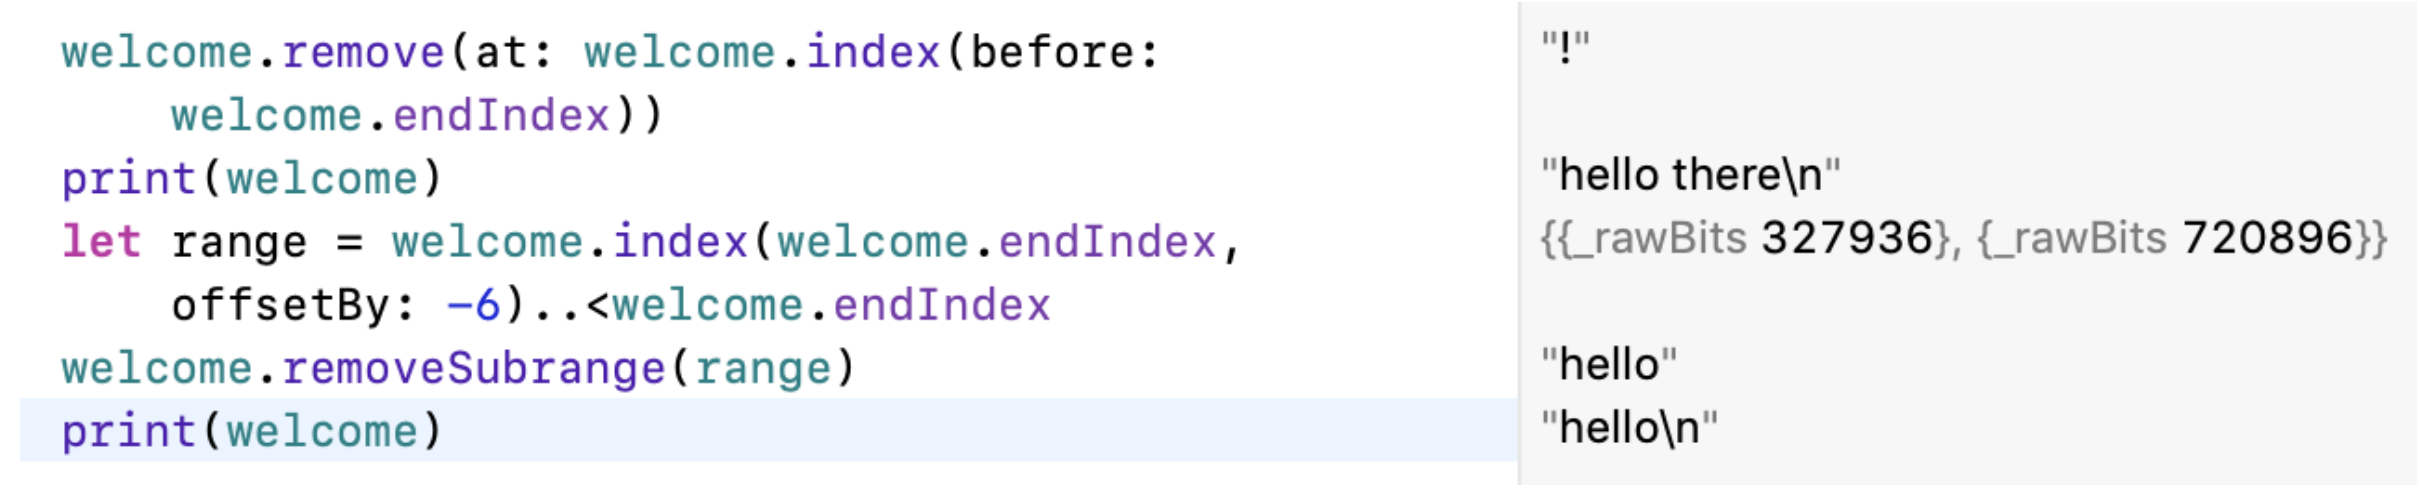 welcome.remove(at: welcome.index(before:
    welcome.endIndex))
print(welcome)
let range = welcome.index(welcome.endIndex,
    offsetBy: -6)..<welcome.endIndex
welcome.removeSubrange(range)
print(welcome)
"!"
"hello there\n"
{{_rawBits 327936}, {_rawBits 720896}}
"hello"
"hello\n"